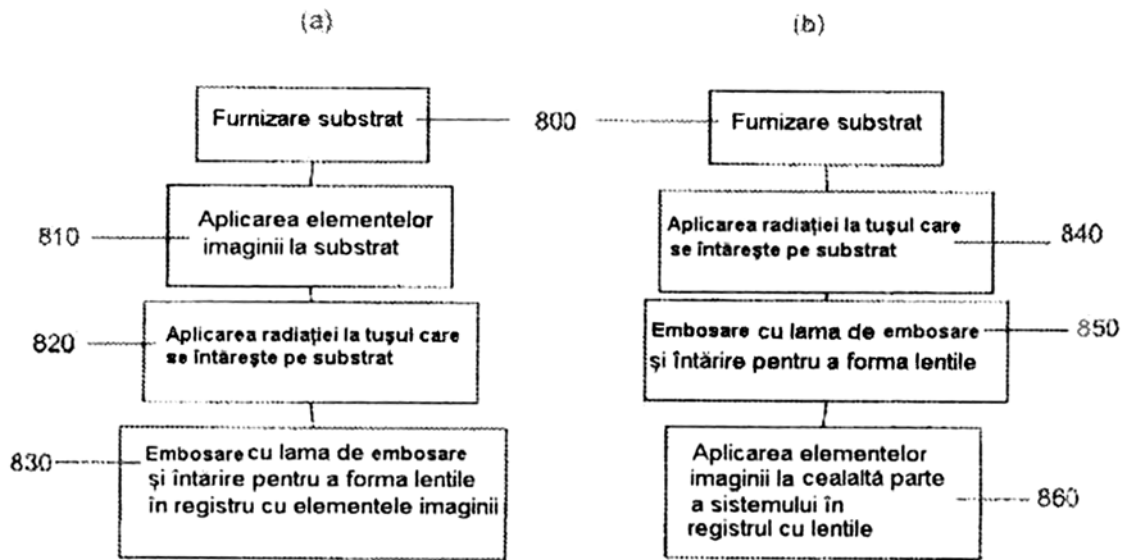 (a)
(b)
Furnizare substrat
800
Furnizare substrat
810
Aplicarea elementelor
imaginii la substrat
Aplicarea radiației la tușul care
se întărește pe substrat
840
820
Aplicarea radiației la tușul care
se întărește pe substrat
Embosare cu lama de embosare
și întărire pentru a forma lentile
850
830
Embosare cu lama de embosare
și întărire pentru a forma lentile
în registru cu elementele imaginii
Aplicarea elementelor
imaginii la cealaltă parte
a sistemului în
registrul cu lentile
860